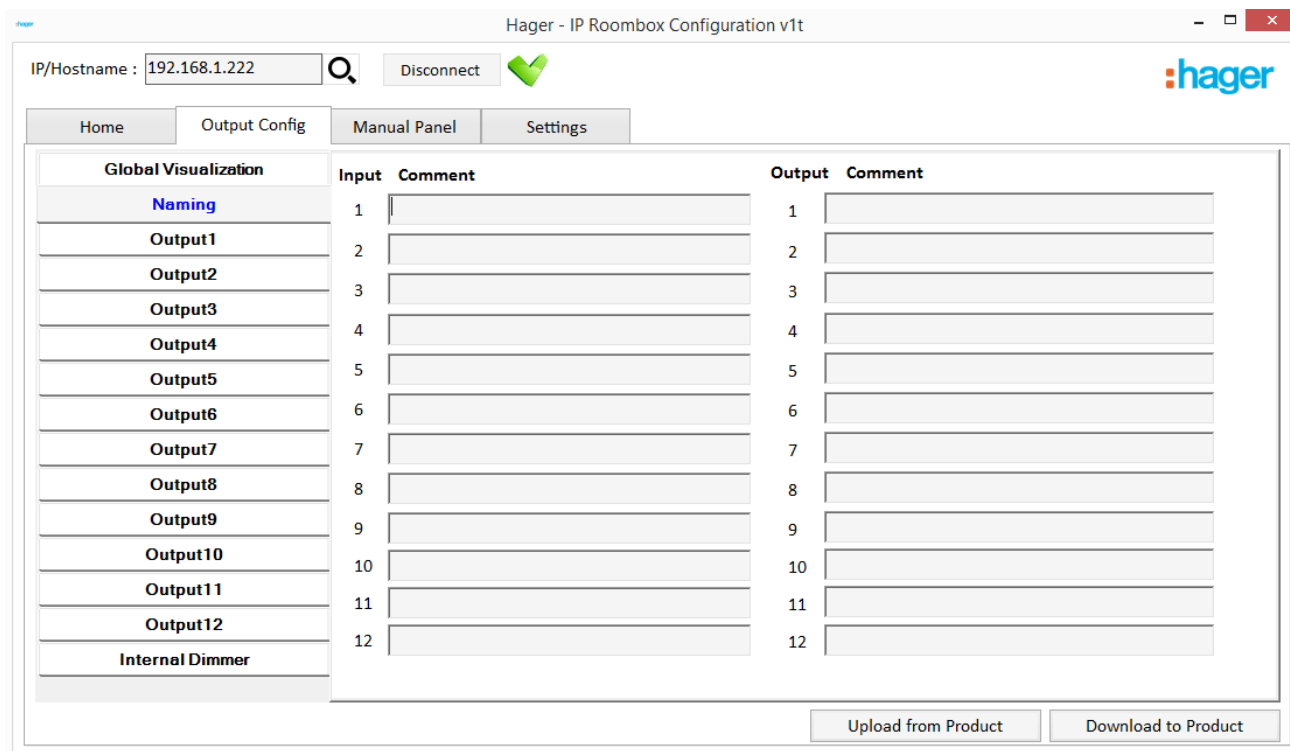 :hager
Hager - IP Roombox Configuration v1t
IP/Hostname : 192.168.1.222
Disconnect
:hager
Home
Output Config
Manual Panel
Settings
Global Visualization
Naming
Output1
Output2
Output3
Output4
Output5
Output6
Output7
Output8
Output9
Output10
Output11
Output12
Internal Dimmer
Input Comment
1
2
3
4
5
6
7
8
9
10
11
12
Output Comment
1
2
3
4
5
6
7
8
9
10
11
12
Upload from Product
Download to Product